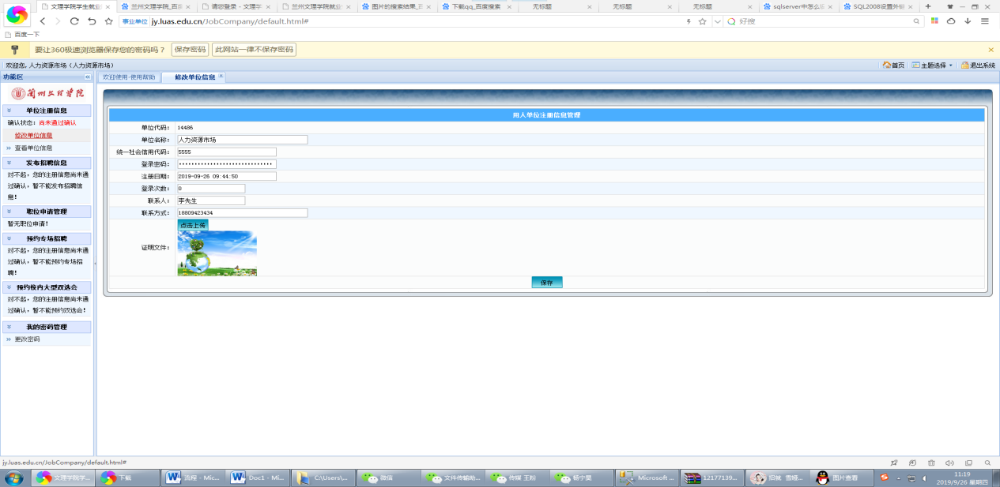 文理学院学生就业
兰州文理学院_百度
请您登录 - 文理学
兰州文理学院就业
图片的搜索结果_百
下载qq_百度搜索
无标题
无标题
无标题
sqlserver中怎么设
SQL2008设置外键
事业单位 jy.luas.edu.cn/JobCompany/default.html#
好搜
百度一下
要让360极速浏览器保存您的密码吗？ 保存密码 此网站一律不保存密码
欢迎您, 人力资源市场（人力资源市场）
首页 主题选择 退出系统
功能区
欢迎使用-使用帮助 修改单位信息
兰州文理学院
单位注册信息
确认状态：尚未通过确认
修改单位信息
查看单位信息
发布招聘信息
对不起，您的注册信息尚未通
过确认，暂不能发布招聘信
息!
职位申请管理
暂无职位申请!
预约专场招聘
对不起，您的注册信息尚未通
过确认，暂不能预约专场招
聘!
预约校内大型双选会
对不起，您的注册信息尚未通
过确认，暂不能预约双选会!
我的密码管理
更改密码
用人单位注册信息管理
单位代码： 14486
单位名称： 人力资源市场
统一社会信用代码： 5555
登录密码：
注册日期： 2019-09-26 09:44:50
登录次数： 0
联系人： 李先生
联系方式： 18809423434
点击上传
证明文件：
保存
jy.luas.edu.cn/JobCompany/default.html#
文理学院学...
下载
流程 - Mic...
Doc1 - Mi...
C:\Users\...
微信
文件传输助...
传媒 王粉
杨宁昊
Microsoft ...
12177139...
招就 雪娅...
图片查看
11:19
2019/9/26 星期四